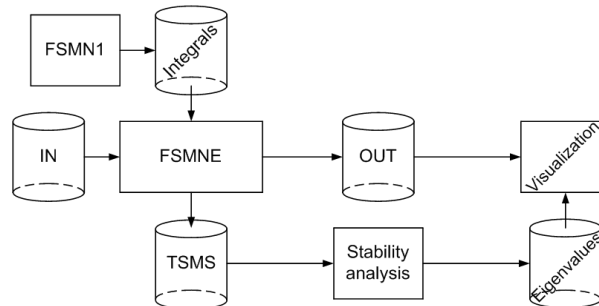 FSMN1
Integrals
IN
FSMNE
OUT
Visualization
TSMS
Stability
analysis
Eigenvalues